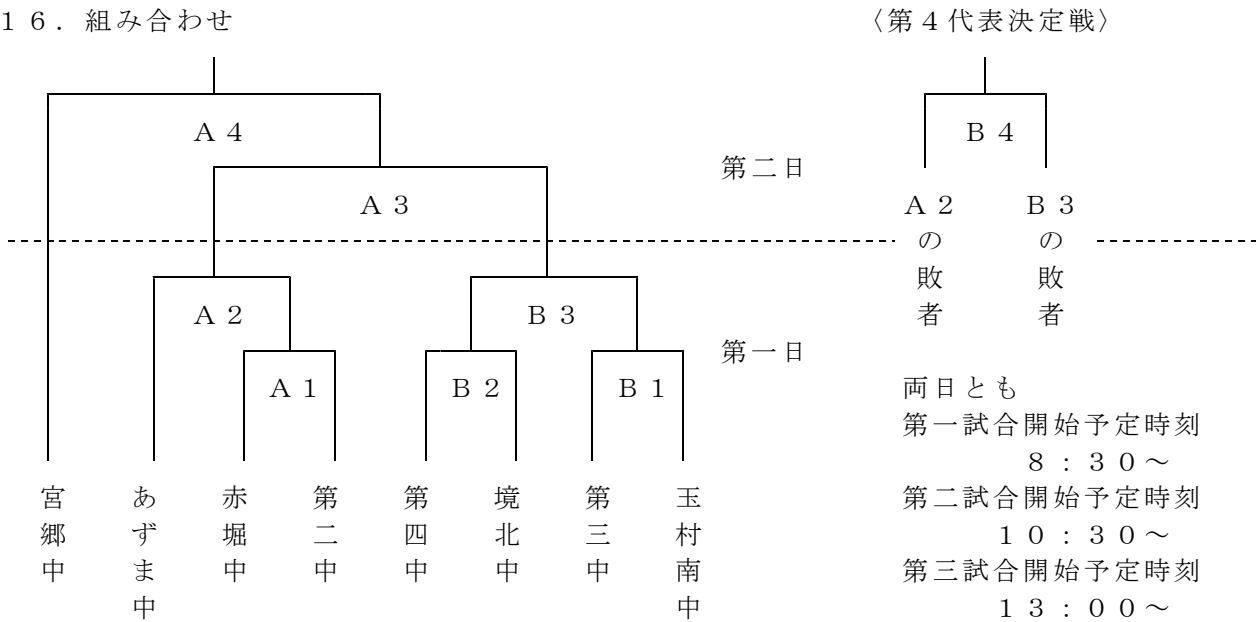 １６．組み合わせ
〈第４代表決定戦〉
Ａ４
Ｂ４
第二日
Ａ３
Ａ２の敗者
Ｂ３の敗者
Ａ２
Ｂ３
第一日
Ａ１
Ｂ２
Ｂ１
両日とも
第一試合開始予定時刻
８：３０～
第二試合開始予定時刻
１０：３０～
第三試合開始予定時刻
１３：００～
宮郷中
あずま中
赤堀中
第二中
第四中
境北中
第三中
玉村南中